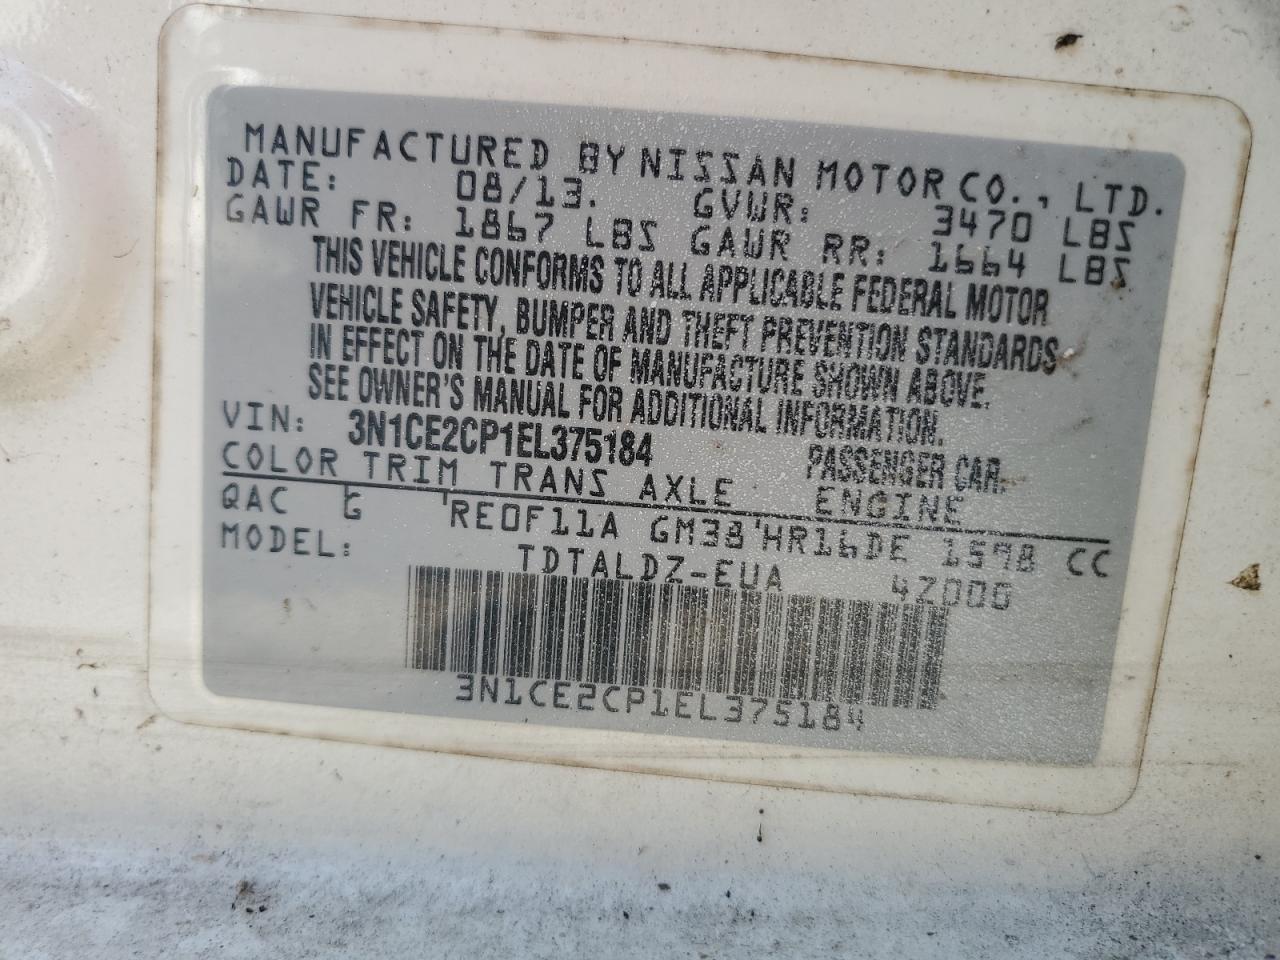 MANUFACTURED BY NISSAN MOTOR CO., LTD.
DATE: 08/13. GVWR: 3470 LBS
GAWR FR: 1867 LBS GAWR RR: 1664 LBS
THIS VEHICLE CONFORMS TO ALL APPLICABLE FEDERAL MOTOR
VEHICLE SAFETY, BUMPER AND THEFT PREVENTION STANDARDS
IN EFFECT ON THE DATE OF MANUFACTURE SHOWN ABOVE.
SEE OWNER'S MANUAL FOR ADDITIONAL INFORMATION.
VIN: 3N1CE2CP1EL375184 PASSENGER CAR.
COLOR TRIM TRANS AXLE ENGINE
QAC G RE0F11A GM38 HR16DE 1598 CC
MODEL: TDTALDZ-EUA 4Z000
3N1CE2CP1EL375184